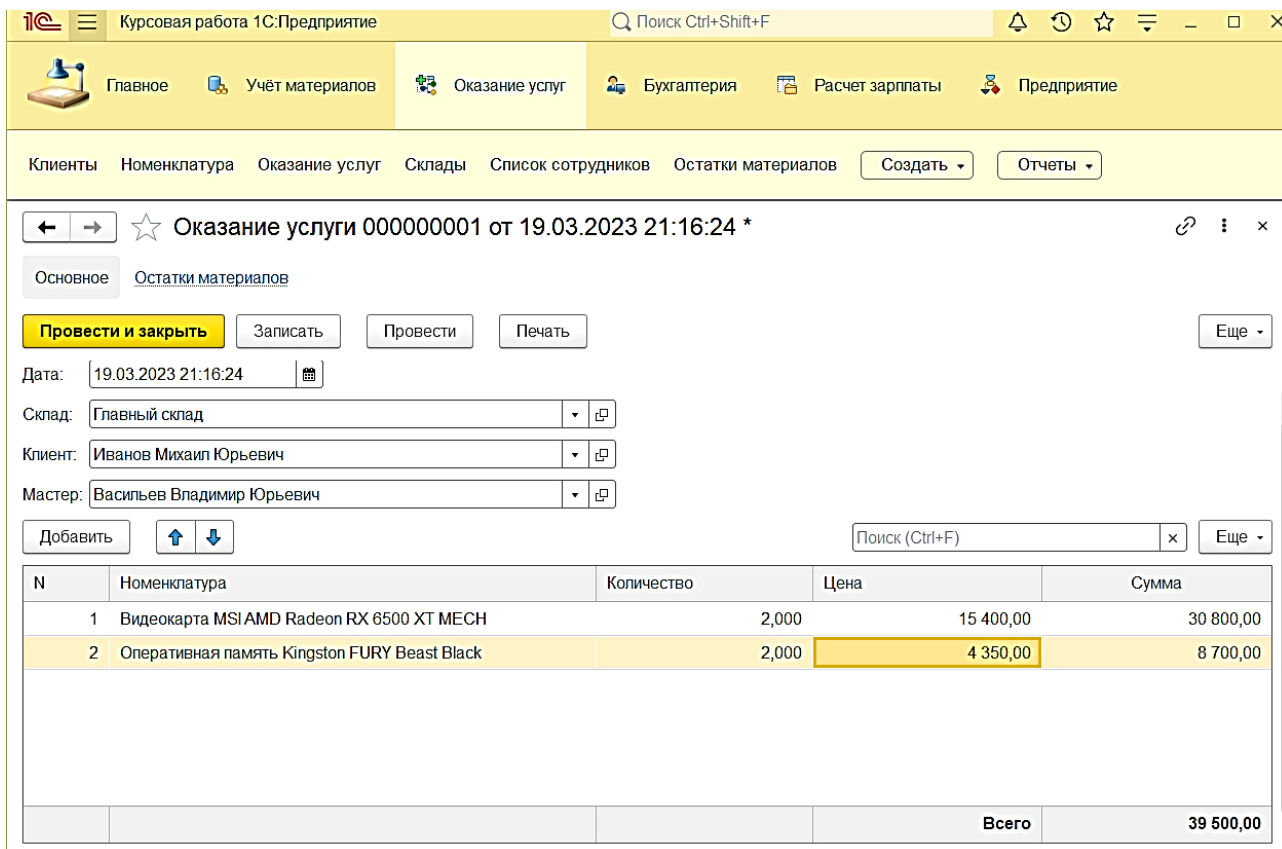 1С Курсовая работа 1С:Предприятие Поиск Ctrl+Shift+F
Главное Учёт материалов Оказание услуг Бухгалтерия Расчет зарплаты Предприятие
Клиенты Номенклатура Оказание услуг Склады Список сотрудников Остатки материалов Создать Отчеты
Оказание услуги 000000001 от 19.03.2023 21:16:24 *
Основное Остатки материалов
Провести и закрыть Записать Провести Печать Еще
Дата: 19.03.2023 21:16:24
Склад: Главный склад
Клиент: Иванов Михаил Юрьевич
Мастер: Васильев Владимир Юрьевич
Добавить Поиск (Ctrl+F) Еще
N Номенклатура Количество Цена Сумма
1 Видеокарта MSI AMD Radeon RX 6500 XT MECH 2,000 15 400,00 30 800,00
2 Оперативная память Kingston FURY Beast Black 2,000 4 350,00 8 700,00
Всего 39 500,00